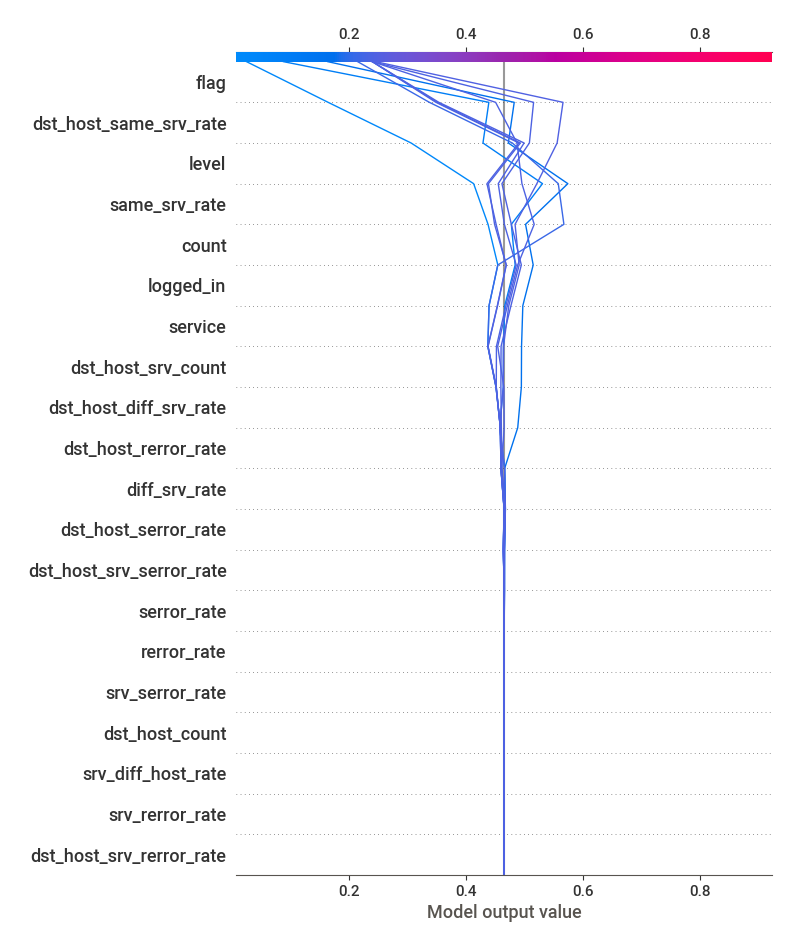 0.2 0.4 0.6 0.8
flag
dst_host_same_srv_rate
level
same_srv_rate
count
logged_in
service
dst_host_srv_count
dst_host_diff_srv_rate
dst_host_rerror_rate
diff_srv_rate
dst_host_serror_rate
dst_host_srv_serror_rate
serror_rate
rerror_rate
srv_serror_rate
dst_host_count
srv_diff_host_rate
srv_rerror_rate
dst_host_srv_rerror_rate
0.2 0.4 0.6 0.8
Model output value